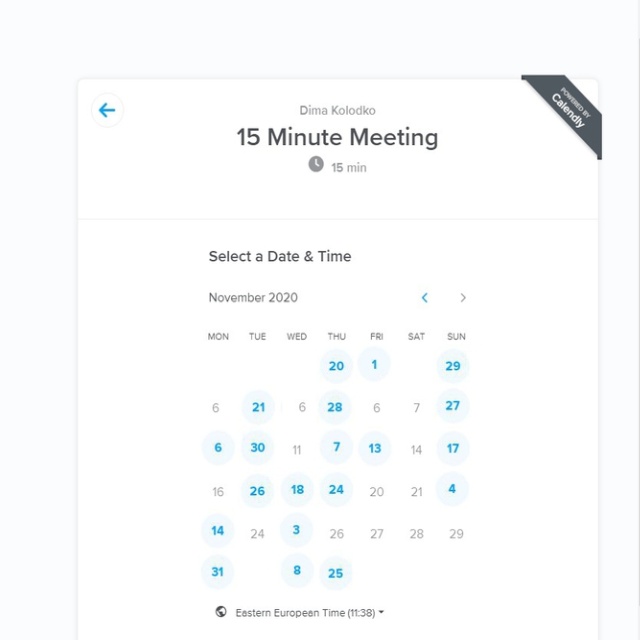 POWERED BY
Calendly
Dima Kolodko
15 Minute Meeting
15 min
Select a Date & Time
November 2020
MON TUE WED THU FRI SAT SUN
20 1 29
6 21 6 28 6 7 27
6 30 11 7 13 14 17
16 26 18 24 20 21 4
14 24 3 26 27 28 29
31 8 25
Eastern European Time (11:38)